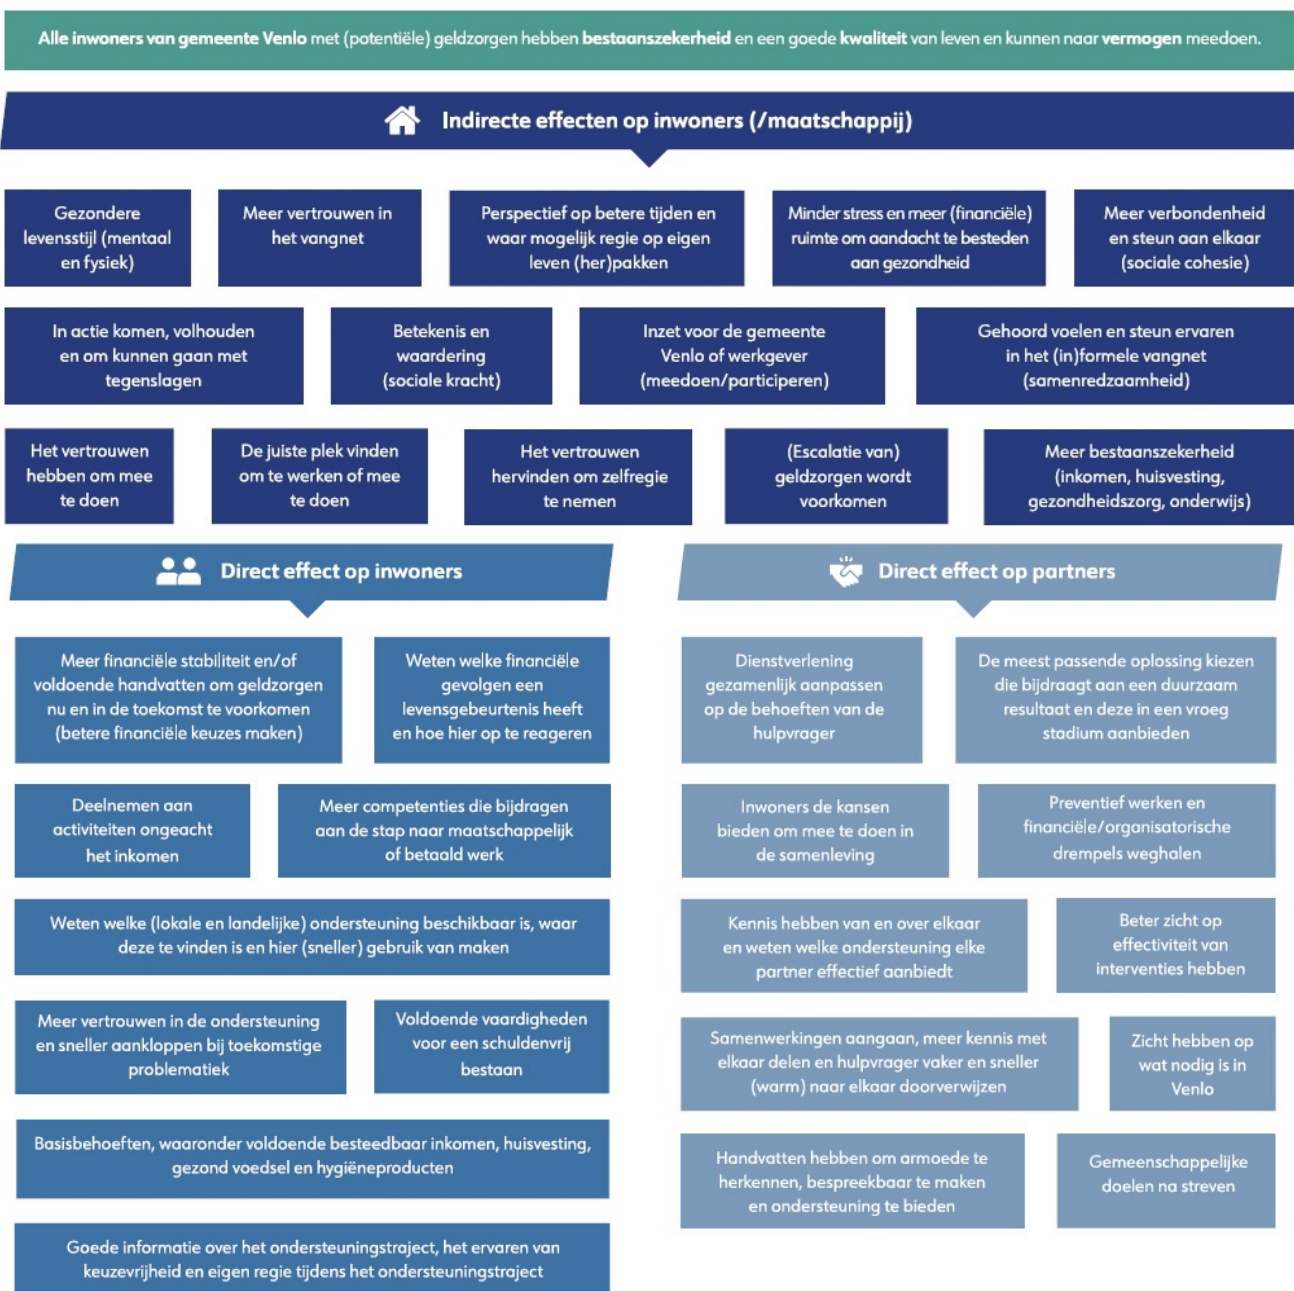 Alle inwoners van gemeente Venlo met (potentiële) geldzorgen hebben bestaanszekerheid en een goede kwaliteit van leven en kunnen naar vermogen meedoen.
Indirecte effecten op inwoners (/maatschappij)
Gezondere
levensstijl (mentaal
en fysiek)
Meer vertrouwen in
het vangnet
Perspectief op betere tijden en
waar mogelijk regie op eigen
leven (her)pakken
Minder stress en meer (financiële)
ruimte om aandacht te besteden
aan gezondheid
Meer verbondenheid
en steun aan elkaar
(sociale cohesie)
In actie komen, volhouden
en om kunnen gaan met
tegenslagen
Betekenis en
waardering
(sociale kracht)
Inzet voor de gemeente
Venlo of werkgever
(meedoen/participeren)
Gehoord voelen en steun ervaren
in het (in)formele vangnet
(samenredzaamheid)
Het vertrouwen
hebben om mee
te doen
De juiste plek vinden
om te werken of mee
te doen
Het vertrouwen
hervinden om zelfregie
te nemen
(Escalatie van)
geldzorgen wordt
voorkomen
Meer bestaanszekerheid
(inkomen, huisvesting,
gezondheidszorg, onderwijs)
Direct effect op inwoners
Meer financiële stabiliteit en/of
voldoende handvatten om geldzorgen
nu en in de toekomst te voorkomen
(betere financiële keuzes maken)
Weten welke financiële
gevolgen een
levensgebeurtenis heeft
en hoe hier op te reageren
Deelnemen aan
activiteiten ongeacht
het inkomen
Meer competenties die bijdragen
aan de stap naar maatschappelijk
of betaald werk
Weten welke (lokale en landelijke) ondersteuning beschikbaar is, waar
deze te vinden is en hier (sneller) gebruik van maken
Meer vertrouwen in de ondersteuning
en sneller aankloppen bij toekomstige
problematiek
Voldoende vaardigheden
voor een schuldenvrij
bestaan
Basisbehoeften, waaronder voldoende besteedbaar inkomen, huisvesting,
gezond voedsel en hygiëneproducten
Goede informatie over het ondersteuningstraject, het ervaren van
keuzevrijheid en eigen regie tijdens het ondersteuningstraject
Direct effect op partners
Dienstverlening
gezamenlijk aanpassen
op de behoeften van de
hulpvrager
De meest passende oplossing kiezen
die bijdraagt aan een duurzaam
resultaat en deze in een vroeg
stadium aanbieden
Inwoners de kansen
bieden om mee te doen in
de samenleving
Preventief werken en
financiële/organisatorische
drempels weghalen
Kennis hebben van en over elkaar
en weten welke ondersteuning elke
partner effectief aanbiedt
Beter zicht op
effectiviteit van
interventies hebben
Samenwerkingen aangaan, meer kennis met
elkaar delen en hulpvrager vaker en sneller
(warm) naar elkaar doorverwijzen
Zicht hebben op
wat nodig is in
Venlo
Handvatten hebben om armoede te
herkennen, bespreekbaar te maken
en ondersteuning te bieden
Gemeenschappelijke
doelen na streven